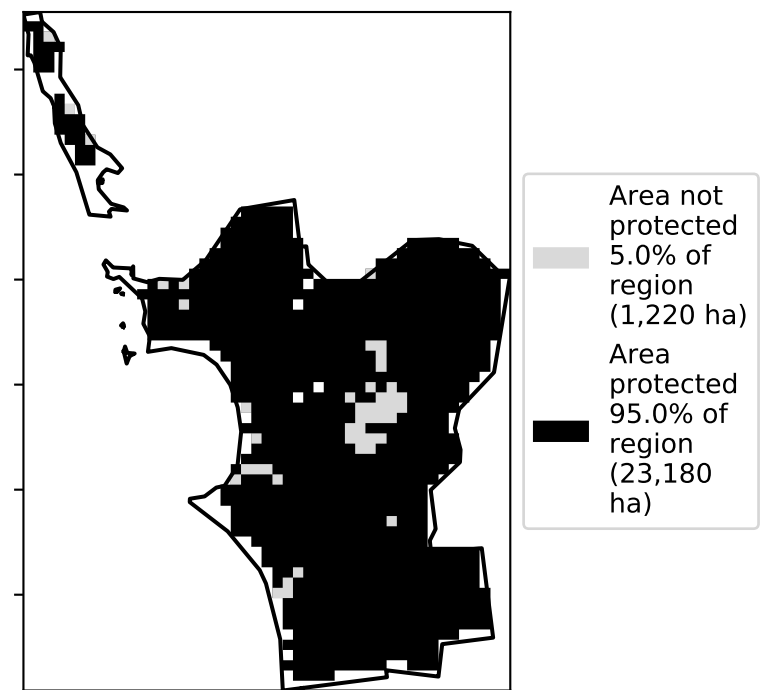 Area not
protected
5.0% of
region
(1,220 ha)
Area
protected
95.0% of
region
(23,180
ha)